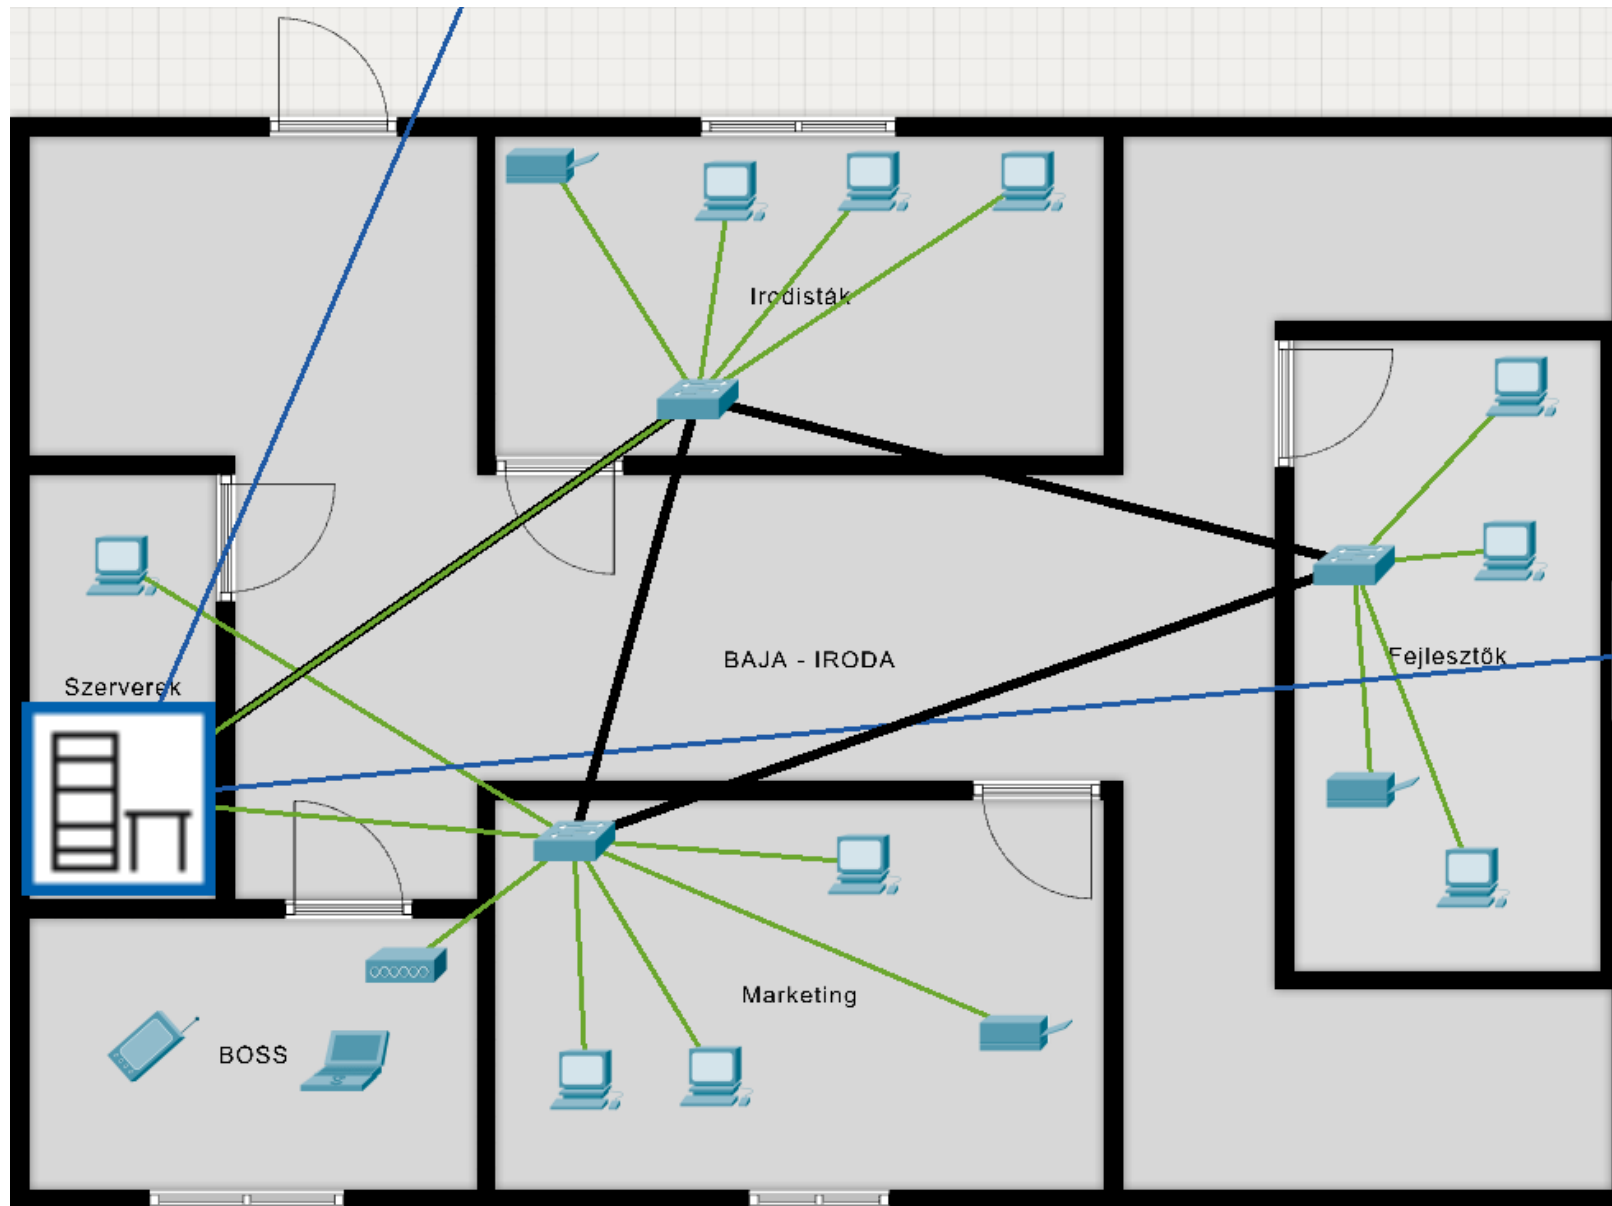 Irodisták
BAJA - IRODA
Fejlesztők
Szerverek
Marketing
BOSS